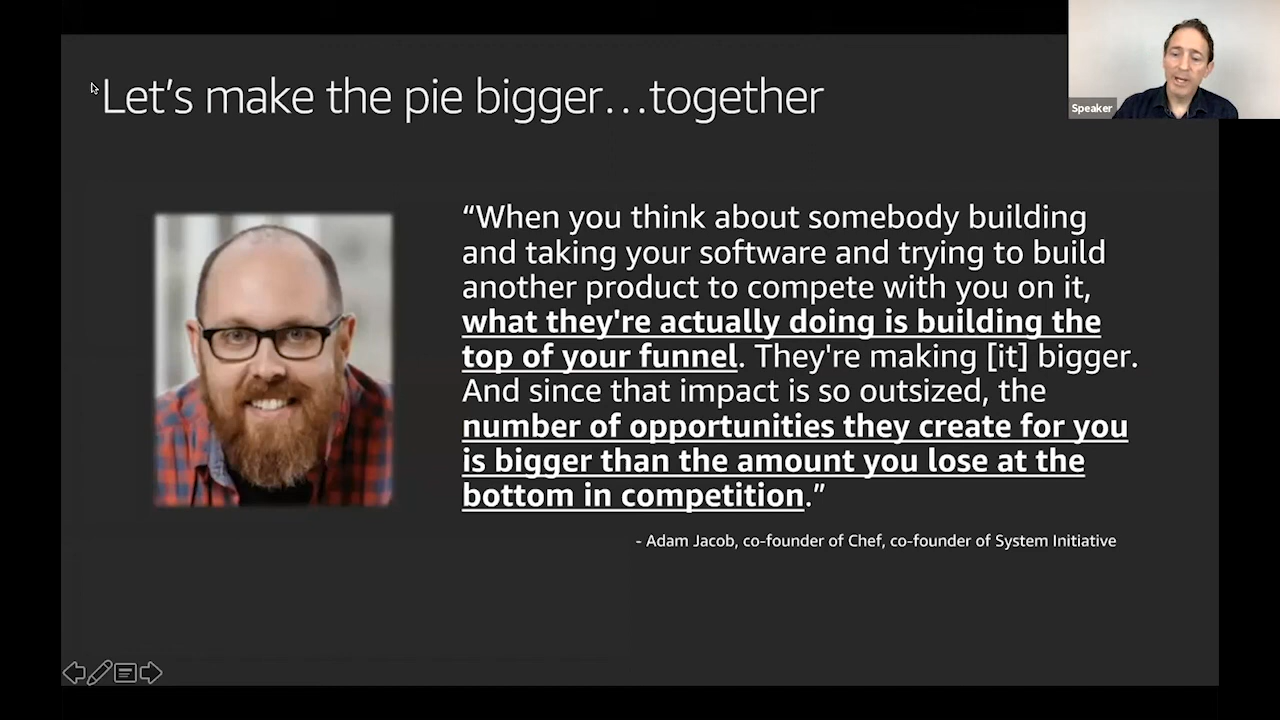 Let's make the pie bigger…together
Speaker
“When you think about somebody building
and taking your software and trying to build
another product to compete with you on it,
what they're actually doing is building the
top of your funnel. They're making [it] bigger.
And since that impact is so outsized, the
number of opportunities they create for you
is bigger than the amount you lose at the
bottom in competition.”
- Adam Jacob, co-founder of Chef, co-founder of System Initiative